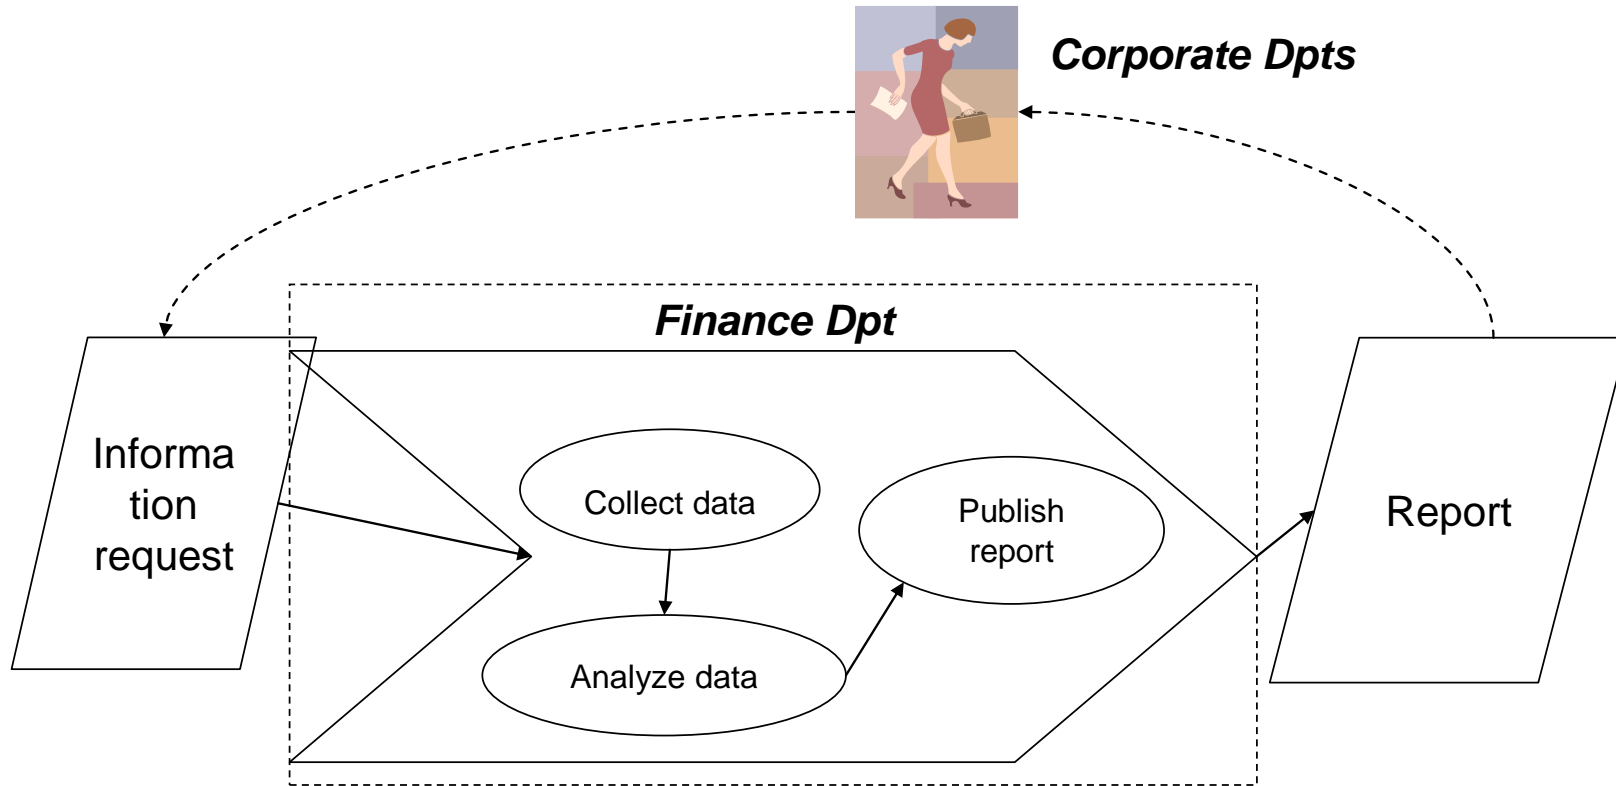 Corporate Dpts
Finance Dpt
Informa
tion
request
Collect data
Analyze data
Publish
report
Report